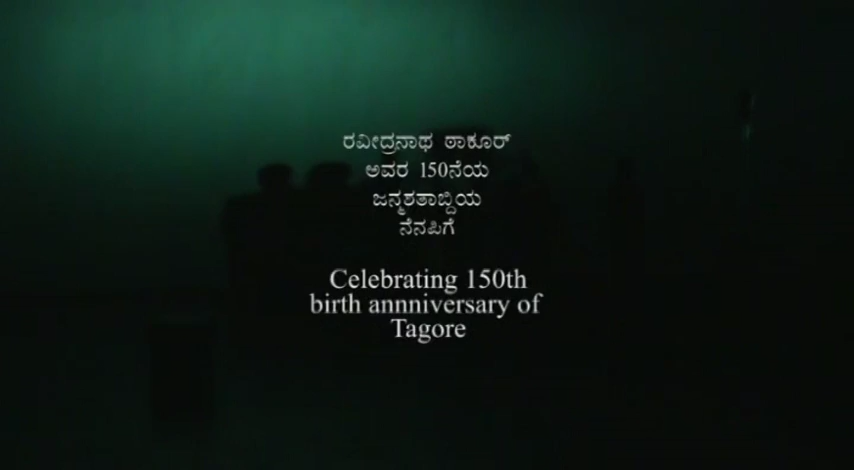 ರವೀದ್ರನಾಥ ಠಾಕೂರ್
ಅವರ 150ನೆಯ
ಜನ್ಮಶತಾಬ್ದಿಯ
ನೆನಪಿಗೆ
Celebrating 150th
birth annniversary of
Tagore